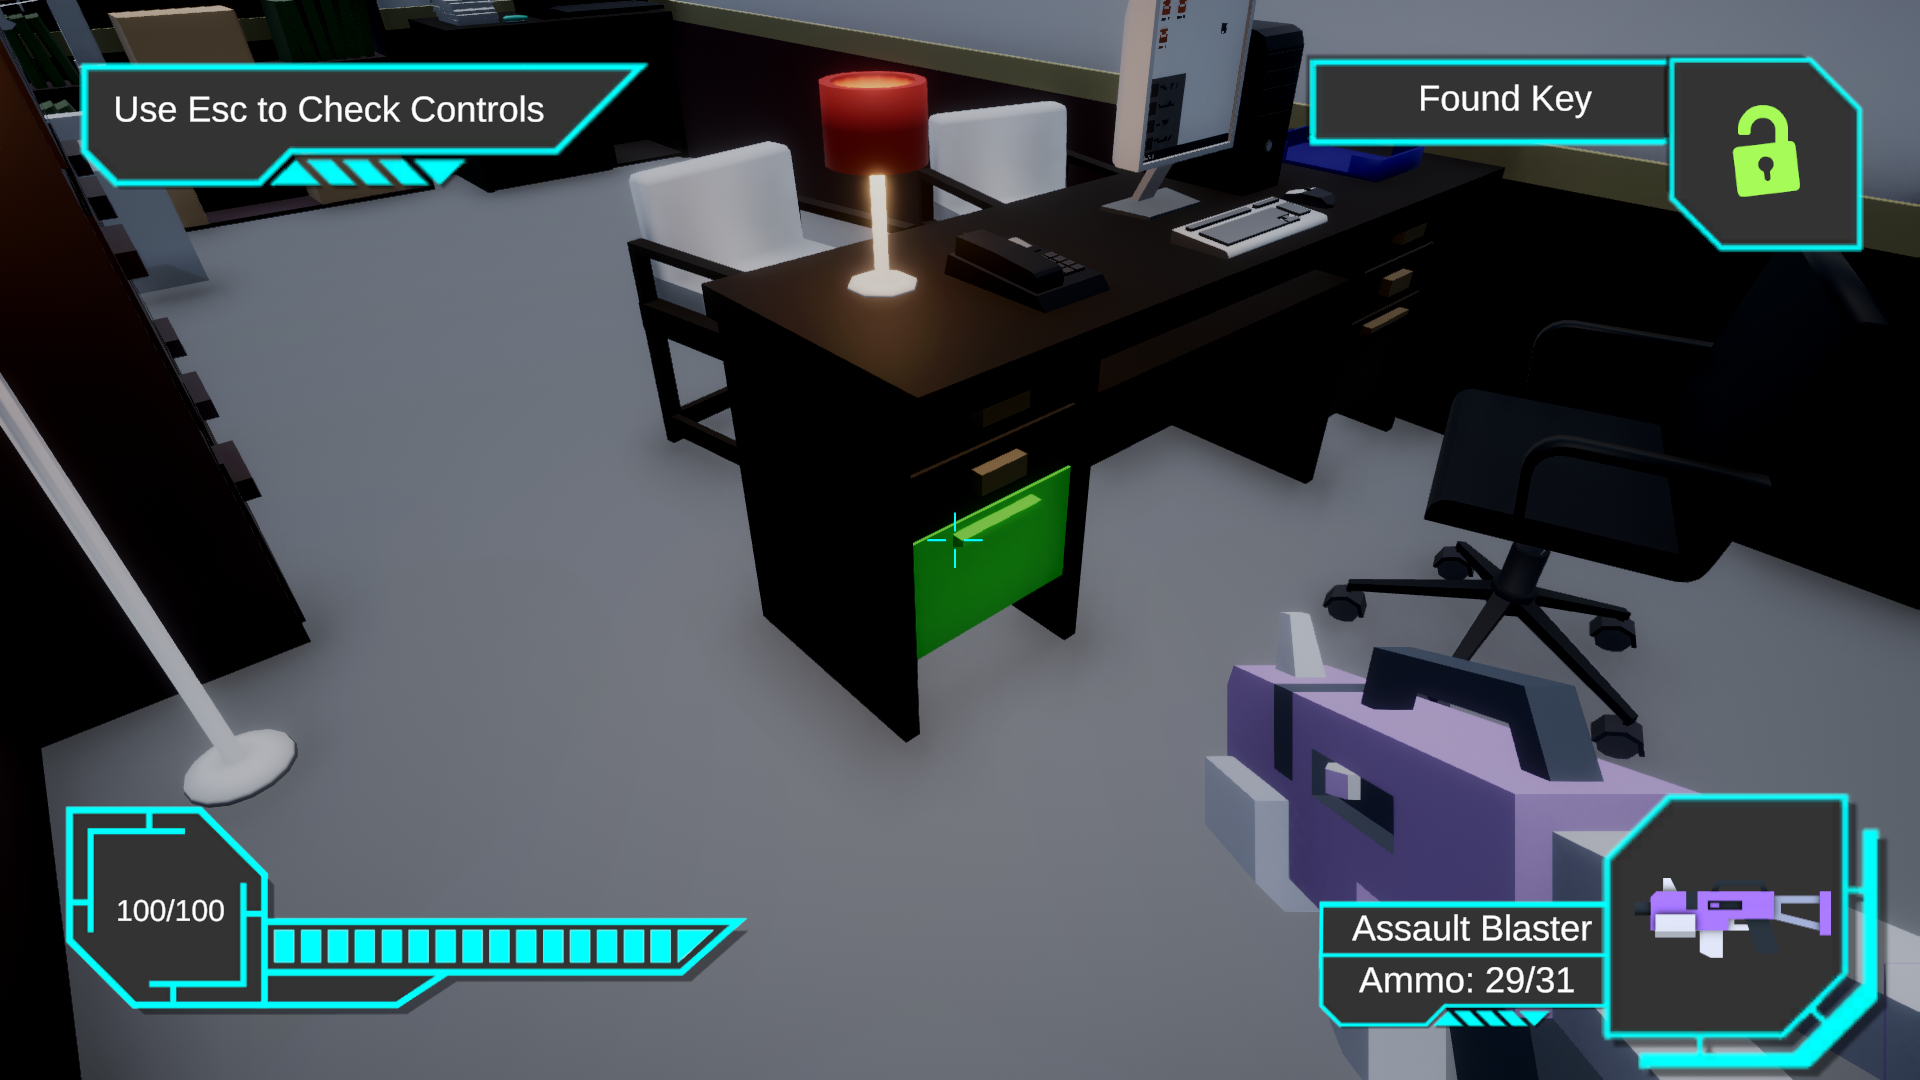 Use Esc to Check Controls
Found Key
100/100
Assault Blaster
Ammo: 29/31